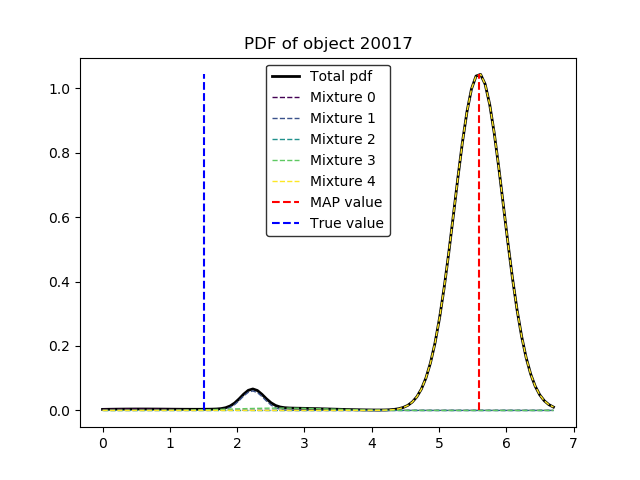 PDF of object 20017
Total pdf
Mixture 0
Mixture 1
Mixture 2
Mixture 3
Mixture 4
MAP value
True value
1.0
0.8
0.6
0.4
0.2
0.0
0 1 2 3 4 5 6 7